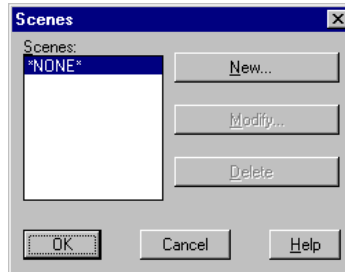 Scenes
Scenes:
*NONE*
New...
Modify...
Delete
OK
Cancel
Help